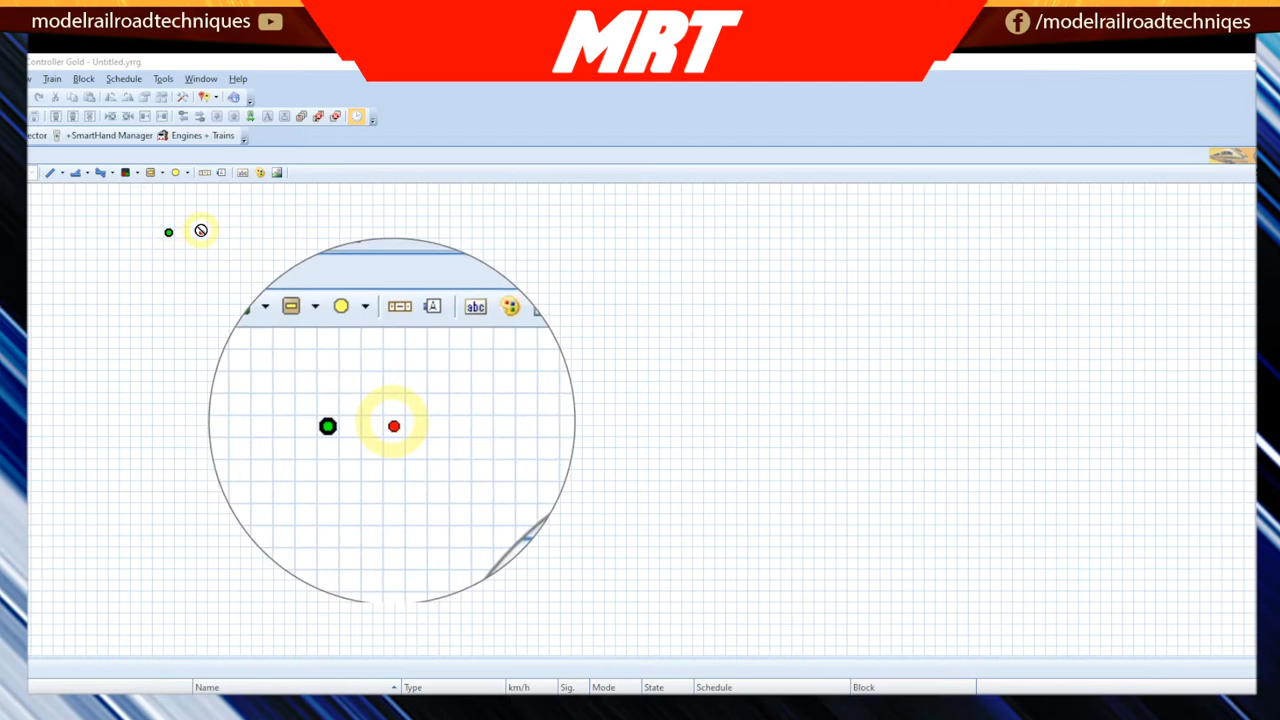 modelrailroadtechniques
MRT
/modelrailroadtechniqes
Controller Gold - Untitled.yrrg
Train Block Schedule Tools Window Help
+SmartHand Manager Engines + Trains
abc
A
abc
Name Type km/h Sig. Mode State Schedule Block